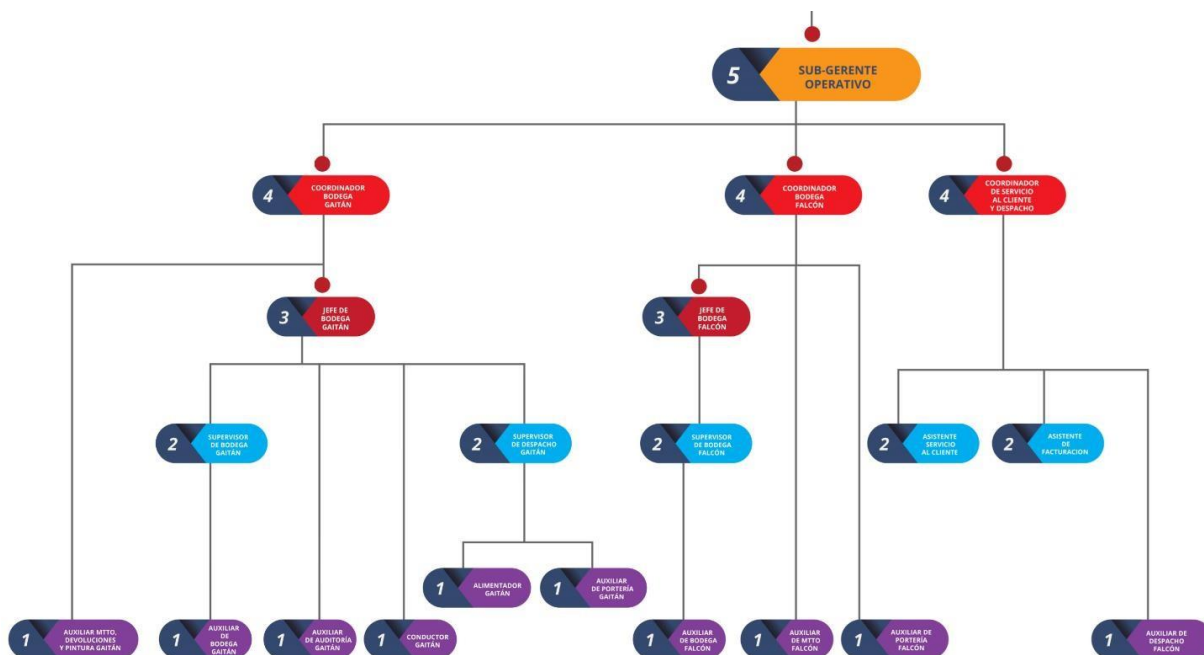 5
SUB-GERENTE
OPERATIVO
4
COORDINADOR
BODEGA
GAITÁN
4
COORDINADOR
BODEGA
FALCÓN
4
COORDINADOR
DE SERVICIO
AL CLIENTE
Y DESPACHO
3
JEFE DE
BODEGA
GAITÁN
3
JEFE DE
BODEGA
FALCÓN
2
SUPERVISOR
DE BODEGA
GAITÁN
2
SUPERVISOR
DE DESPACHO
GAITÁN
2
SUPERVISOR
DE BODEGA
FALCÓN
2
ASISTENTE
SERVICIO
AL CLIENTE
2
ASISTENTE
DE
FACTURACION
1
ALIMENTADOR
GAITÁN
1
AUXILIAR
DE PORTERÍA
GAITÁN
1
AUXILIAR MTTO,
DEVOLUCIONES
Y PINTURA GAITÁN
1
AUXILIAR
DE
BODEGA
GAITÁN
1
AUXILIAR
DE AUDITORÍA
GAITÁN
1
CONDUCTOR
GAITÁN
1
AUXILIAR
DE BODEGA
FALCÓN
1
AUXILIAR
DE MTTO
FALCÓN
1
AUXILIAR DE
PORTERÍA
FALCÓN
1
AUXILIAR DE
DESPACHO
FALCÓN